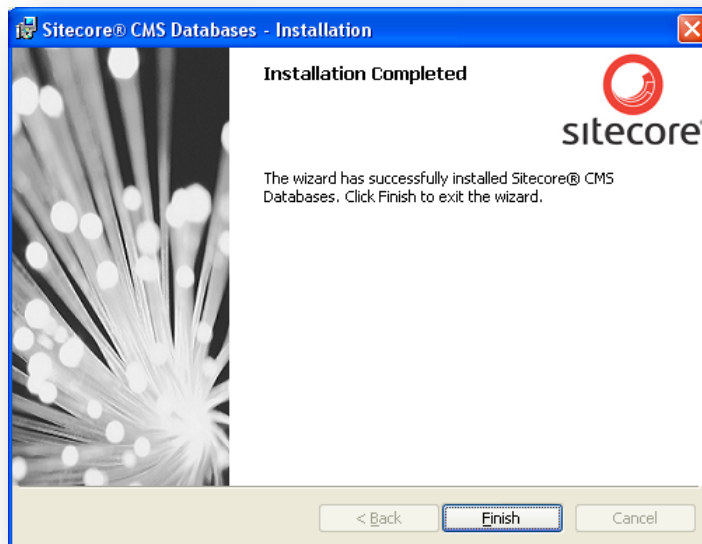 Sitecore® CMS Databases - Installation
Installation Completed
sitecore®
The wizard has successfully installed Sitecore® CMS
Databases. Click Finish to exit the wizard.
< Back
Finish
Cancel